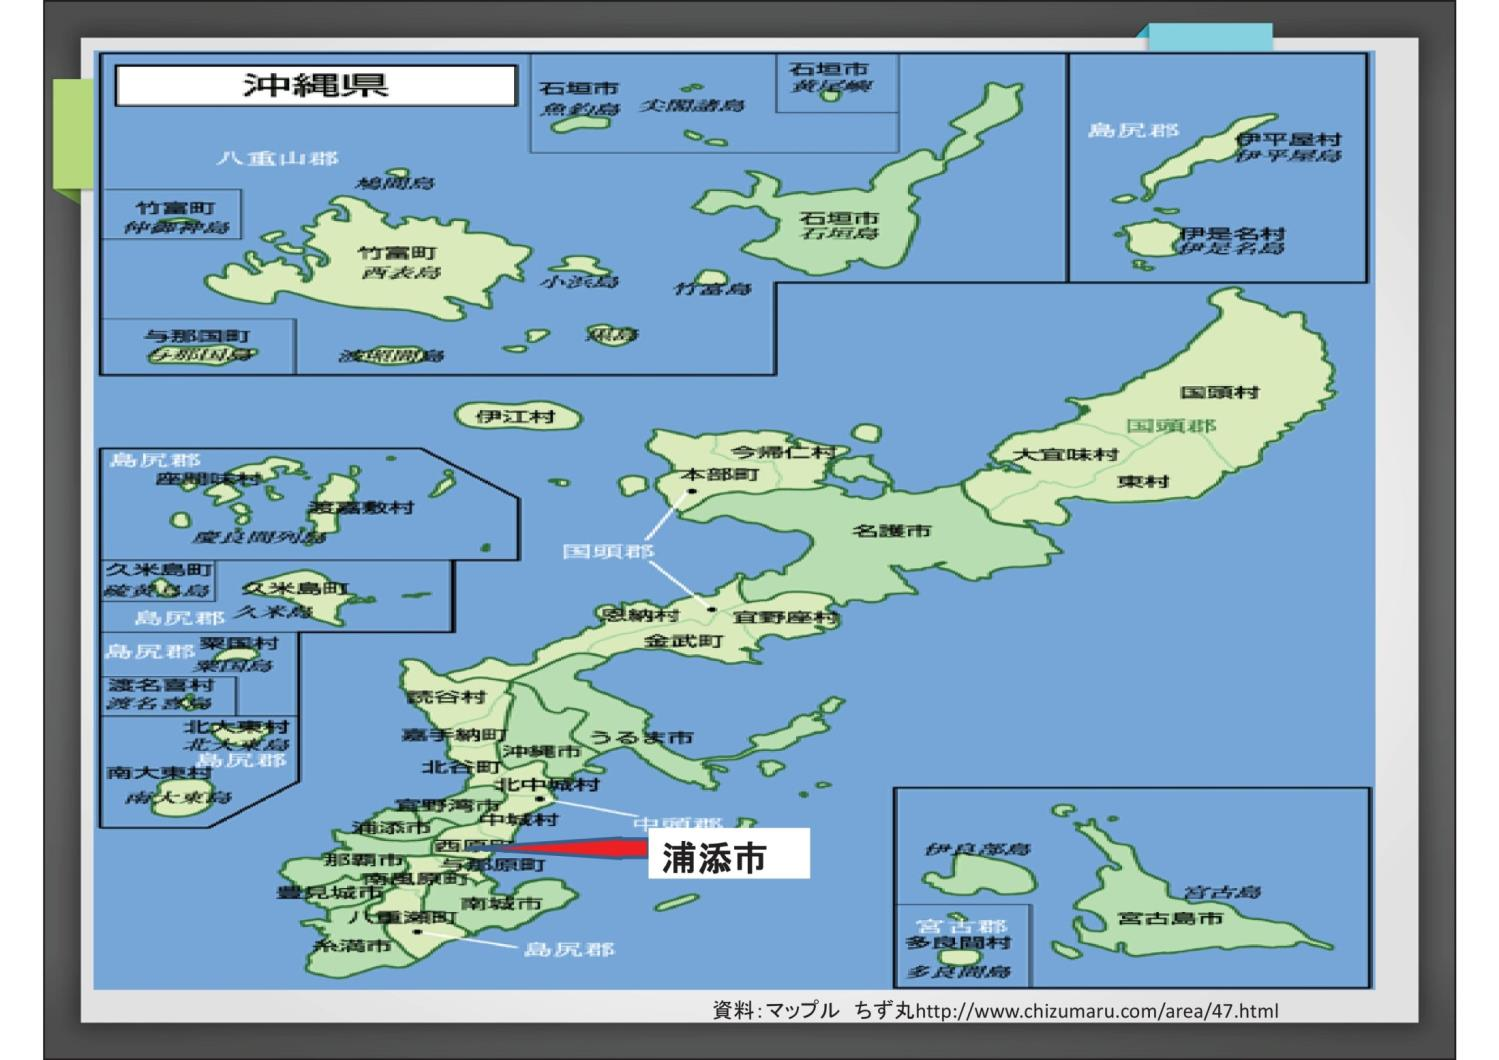 沖縄県
石垣市
魚釣島
尖閣諸島
石垣市
黄尾嶼
八重山郡
鳩間島
竹富町
仲御神島
竹富町
西表島
小浜島
竹富島
石垣市
石垣島
与那国町
与那国島
波照間島
黒島
島尻郡
伊平屋村
伊平屋島
伊是名村
伊是名島
国頭村
国頭郡
大宜味村
東村
伊江村
今帰仁村
本部町
名護市
国頭郡
恩納村
宜野座村
金武町
島尻郡
座間味村
渡嘉敷村
慶良間列島
久米島町
硫黄鳥島
久米島町
島尻郡 久米島
島尻郡 粟国村
粟国島
渡名喜村
渡名喜島
北大東村
北大東島
島尻郡
南大東村
南大東島
読谷村
嘉手納町
沖縄市
うるま市
北谷町
北中城村
宜野湾市
中城村
中頭郡
浦添市
西原町
浦添市
那覇市
与那原町
南風原町
豊見城市
南城市
八重瀬町
糸満市
島尻郡
伊良部島
宮古島
宮古島市
宮古郡
多良間村
多良間島
資料：マップル　ちず丸http://www.chizumaru.com/area/47.html